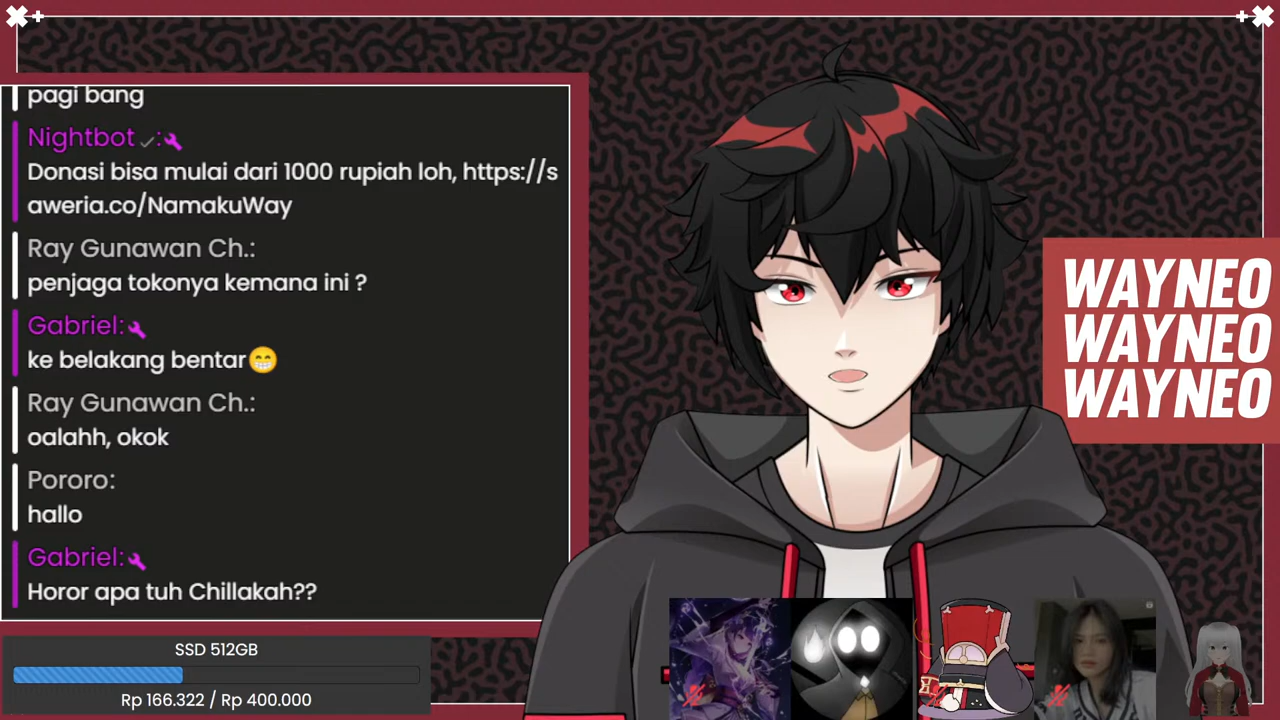 pagi bang
Nightbot ✓:
Donasi bisa mulai dari 1000 rupiah loh, https://s
aweria.co/NamakuWay
Ray Gunawan Ch.:
penjaga tokonya kemana ini ?
Gabriel:
ke belakang bentar😁
Ray Gunawan Ch.:
oalahh, okok
Pororo:
hallo
Gabriel:
Horor apa tuh Chillakah??
SSD 512GB
Rp 166.322 / Rp 400.000
WAYNEO
WAYNEO
WAYNEO